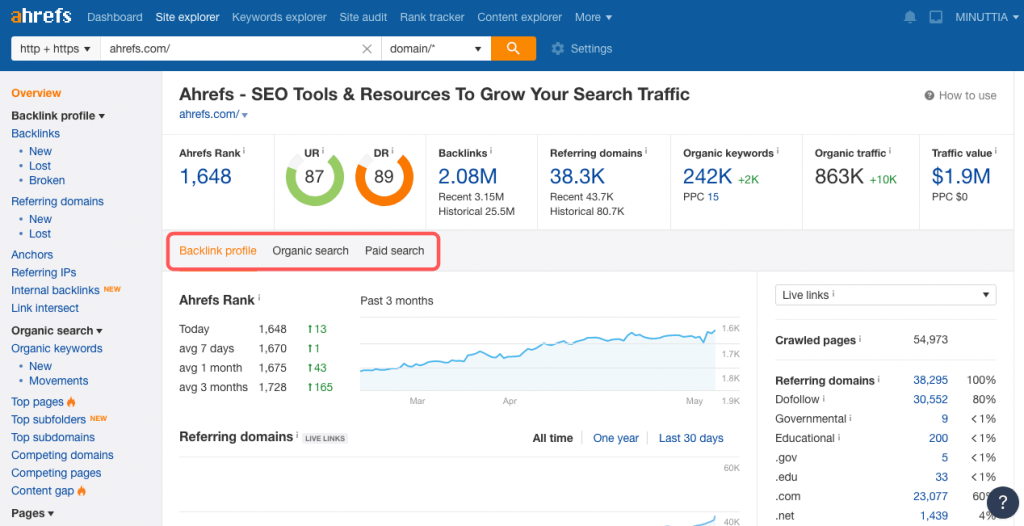 ahrefs Dashboard Site explorer Keywords explorer Site audit Rank tracker Content explorer More MINUTTIA
http + https ahrefs.com/ domain/* Settings
Overview
Backlink profile
Backlinks
New
Lost
Broken
Referring domains
New
Lost
Anchors
Referring IPs
Internal backlinks NEW
Link intersect
Organic search
Organic keywords
New
Movements
Top pages
Top subfolders NEW
Top subdomains
Competing domains
Competing pages
Content gap
Pages
Ahrefs - SEO Tools & Resources To Grow Your Search Traffic
? How to use
ahrefs.com/
Ahrefs Rank i
1,648
UR i
87
DR i
89
Backlinks i
2.08M
Recent 3.15M
Historical 25.5M
Referring domains i
38.3K
Recent 43.7K
Historical 80.7K
Organic keywords i
242K +2K
PPC 15
Organic traffic i
863K +10K
Traffic value i
$1.9M
PPC $0
Backlink profile Organic search Paid search
Ahrefs Rank i
Today 1,648 ↑13
avg 7 days 1,670 ↑1
avg 1 month 1,675 ↑43
avg 3 months 1,728 ↑165
Past 3 months
1.6K
1.7K
1.8K
1.9K
Mar Apr May
Referring domains i LIVE LINKS
All time One year Last 30 days
60K
40K
Live links i
Crawled pages i 54,973
Referring domains i 38,295 100%
Dofollow i 30,552 80%
Governmental i 9 <1%
Educational i 200 <1%
.gov 5 <1%
.edu 33 <1%
.com 23,077 60%
.net 1,439 4%
?